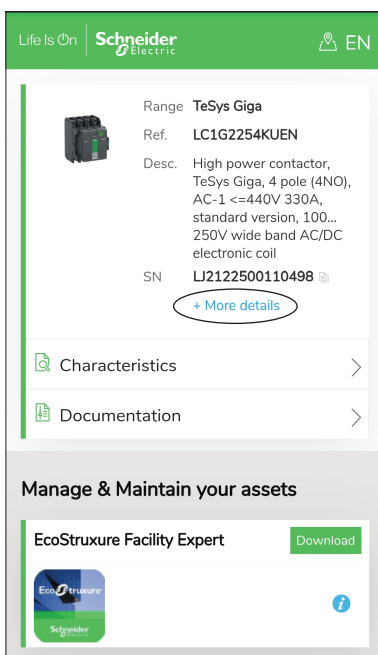 Life Is On Schneider Electric EN
Range TeSys Giga
Ref. LC1G2254KUEN
Desc. High power contactor,
TeSys Giga, 4 pole (4NO),
AC-1 <=440V 330A,
standard version, 100...
250V wide band AC/DC
electronic coil
SN LJ2122500110498
+ More details
Characteristics
Documentation
Manage & Maintain your assets
EcoStruxure Facility Expert Download
EcoStruxure
Schneider
Electric